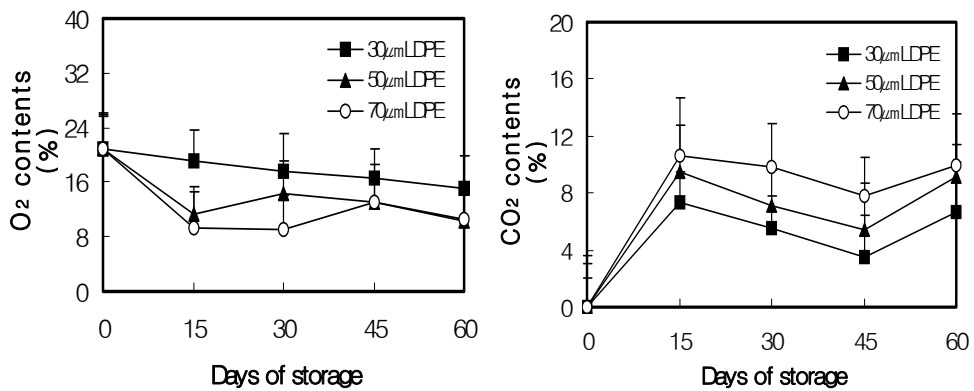 40
32
24
16
8
0
O2 contents
(%)
30μmLDPE
50μmLDPE
70μmLDPE
0 15 30 45 60
Days of storage
20
16
12
8
4
0
CO2 contents
(%)
30μmLDPE
50μmLDPE
70μmLDPE
0 15 30 45 60
Days of storage